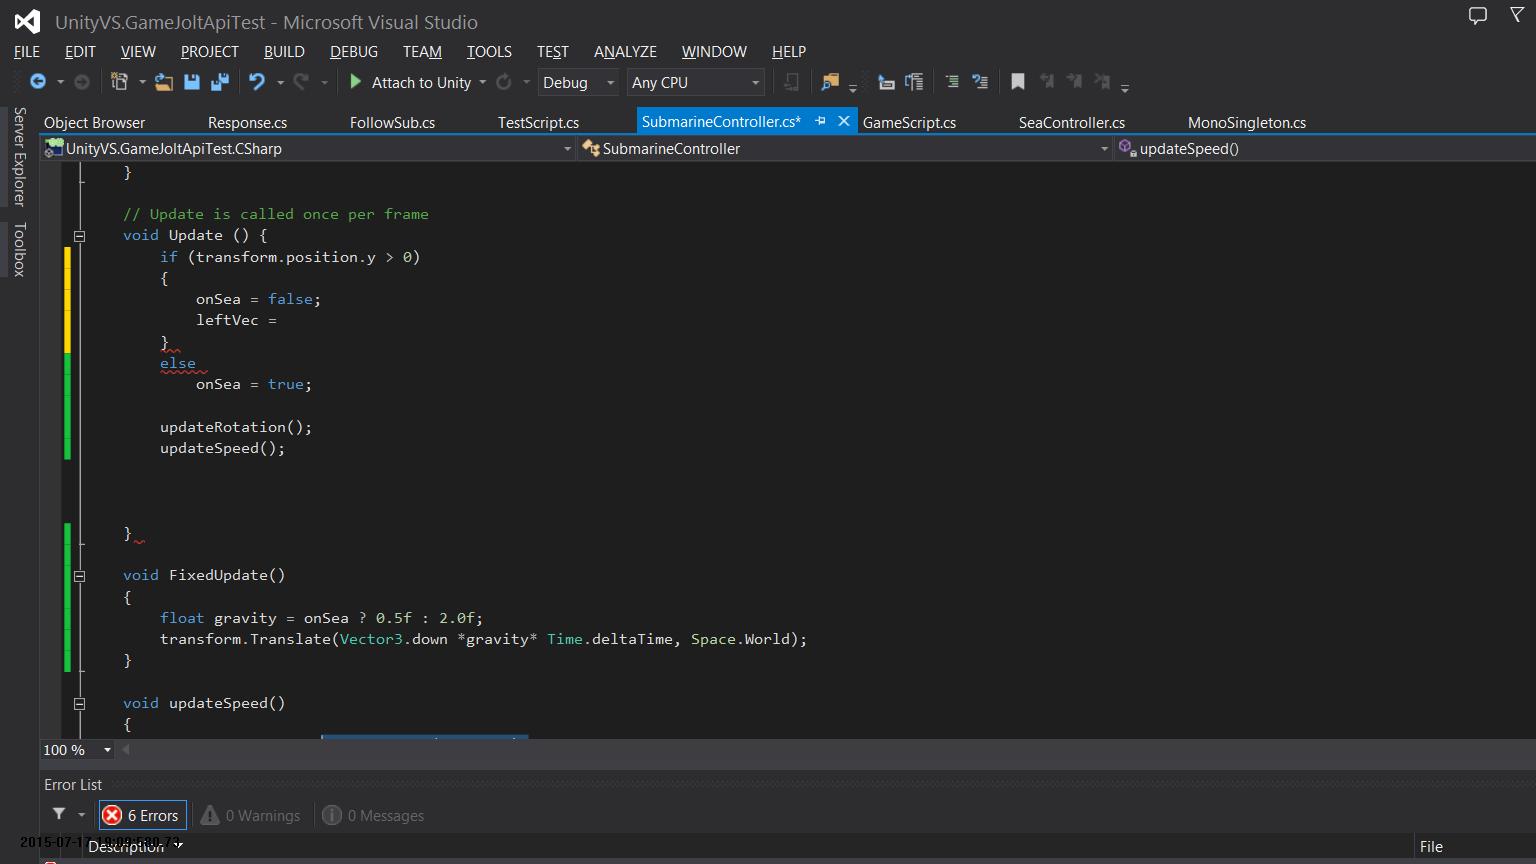 UnityVS.GameJoltApiTest - Microsoft Visual Studio
FILE EDIT VIEW PROJECT BUILD DEBUG TEAM TOOLS TEST ANALYZE WINDOW HELP
Attach to Unity Debug Any CPU
Server Explorer
Toolbox
Object Browser Response.cs FollowSub.cs TestScript.cs SubmarineController.cs* GameScript.cs SeaController.cs MonoSingleton.cs
UnityVS.GameJoltApiTest.CSharp SubmarineController updateSpeed()
}
// Update is called once per frame
void Update () {
if (transform.position.y > 0)
{
onSea = false;
leftVec =
}
else
onSea = true;
updateRotation();
updateSpeed();
}
void FixedUpdate()
{
float gravity = onSea ? 0.5f : 2.0f;
transform.Translate(Vector3.down *gravity* Time.deltaTime, Space.World);
}
void updateSpeed()
{
100 %
Error List
6 Errors 0 Warnings 0 Messages
2015-07-17
Description File